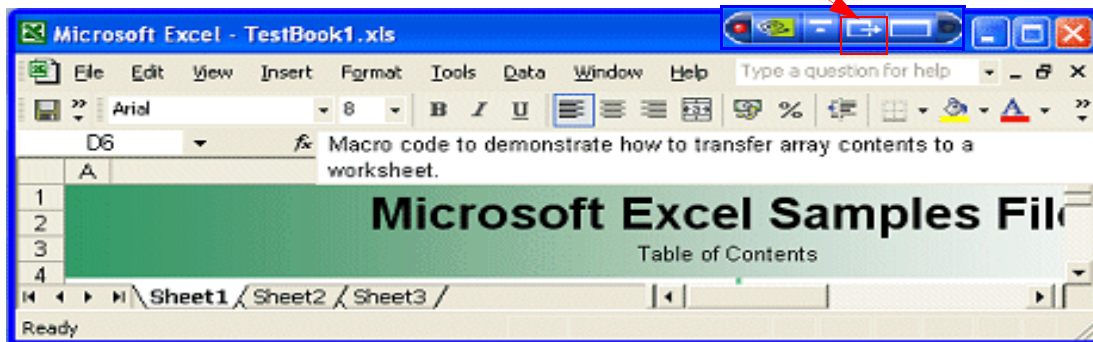 Microsoft Excel - TestBook1.xls
File Edit View Insert Format Tools Data Window Help Type a question for help
Arial 8 B I U %  A
D6 fx Macro code to demonstrate how to transfer array contents to a
worksheet.
A
1
2 Microsoft Excel Samples File
3 Table of Contents
4
Sheet1 Sheet2 Sheet3
Ready